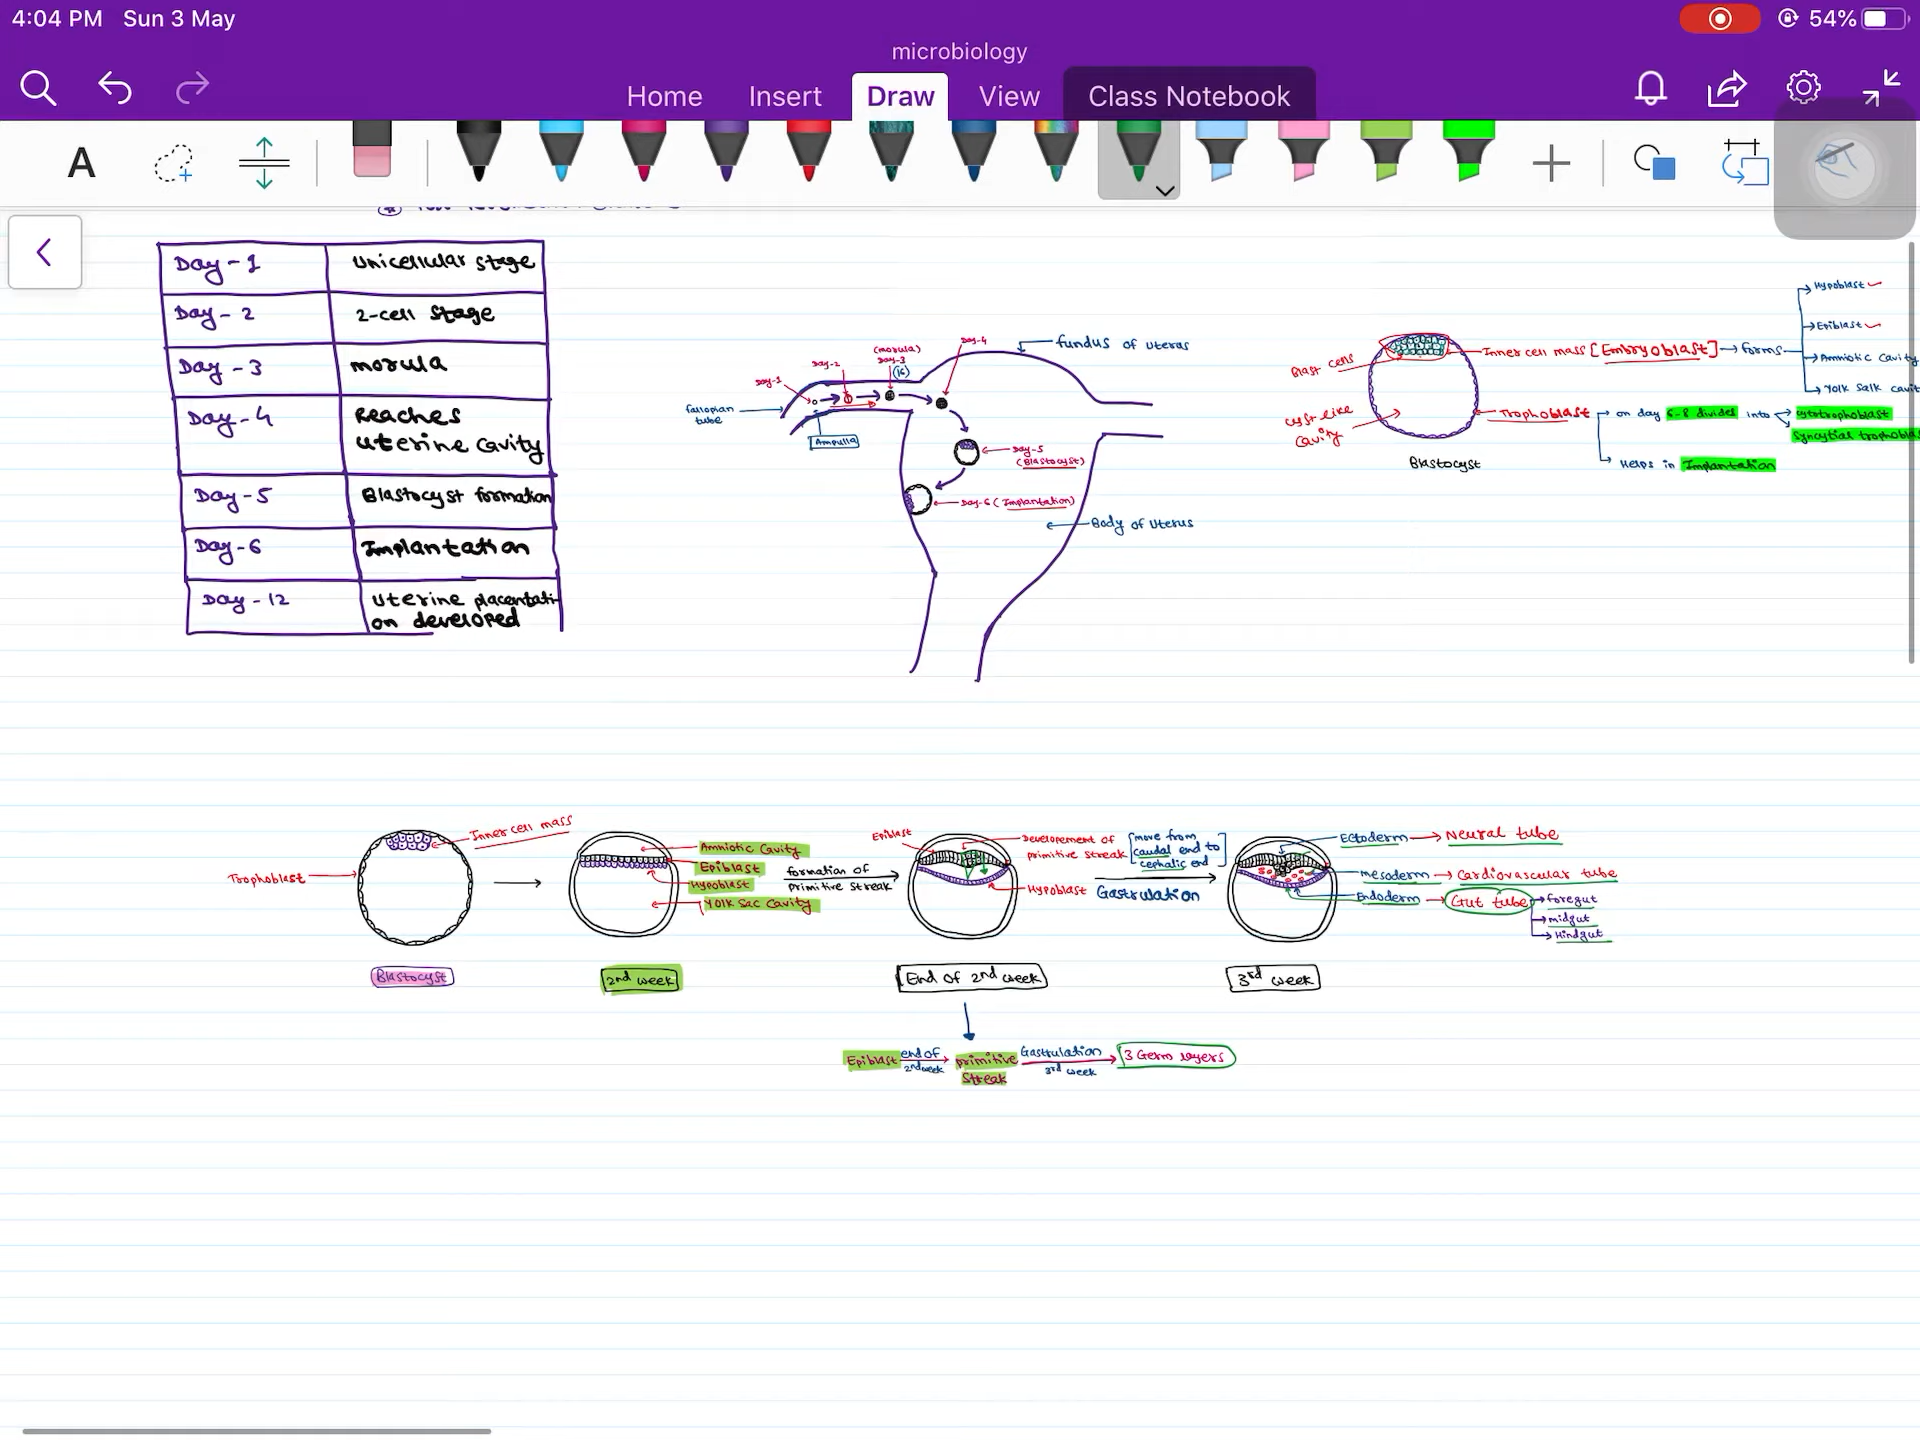 4:04 PM Sun 3 May
54%
microbiology
Home Insert Draw View Class Notebook
A
Day-1 Unicellular stage
Day-2 2-cell stage
Day-3 morula
Day-4 Reaches
uterine cavity
Day-5 Blastocyst formation
Day-6 Implantation
Day-12 Uterine placentati-
on developed
Day-1
Day-2
(morula)
Day-3
(16)
Day-4
fundus of uterus
fallopian
tube
Ampulla
Day-5
(Blastocyst)
Day-6 (Implantation)
Body of uterus
Blast cells
Inner cell mass [Embryoblast] forms
Hypoblast
Epiblast
Amniotic Cavity
Yolk Salk cavit
cyst like
cavity
Trophoblast on day 6-8 divides into cytotrophoblast
Syncytial trophobla
Helps in Implantation
Blastocyst
Inner cell mass
Trophoblast
Blastocyst
Amniotic Cavity
Epiblast
Hypoblast
Yolk sac cavity
2nd week
formation of
primitive streak
Epiblast
Developement of
primitive streak
[move from
caudal end to
cephalic end]
Hypoblast
Gastrulation
End of 2nd week
Ectoderm Neural tube
mesoderm Cardiovascular tube
Endoderm Gut tube foregut
midgut
Hindgut
3rd week
Epiblast end of
2nd week
primitive
streak
Gastrulation
3rd week
3 Germ layers